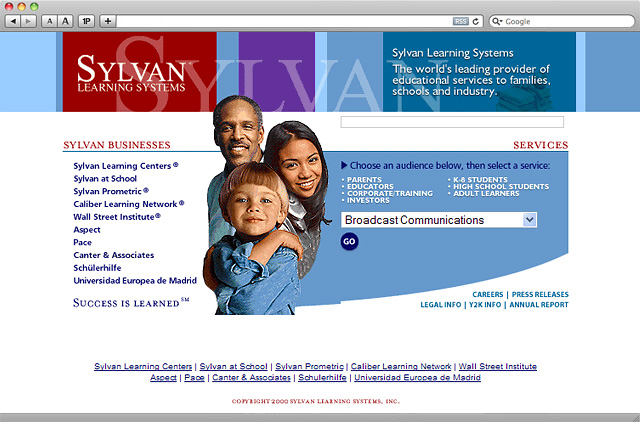 A A 1P + RSS Google
SYLVAN
SYLVAN
LEARNING SYSTEMS
Sylvan Learning Systems
The world's leading provider of
educational services to families,
schools and industry.
SYLVAN BUSINESSES
SERVICES
Sylvan Learning Centers ®
Sylvan at School
Sylvan Prometric ®
Caliber Learning Network ®
Wall Street Institute ®
Aspect
Pace
Canter & Associates
Schülerhilfe
Universidad Europea de Madrid
SUCCESS IS LEARNED℠
Choose an audience below, then select a service:
• PARENTS
• EDUCATORS
• CORPORATE/TRAINING
• INVESTORS
• K-8 STUDENTS
• HIGH SCHOOL STUDENTS
• ADULT LEARNERS
Broadcast Communications
GO
CAREERS | PRESS RELEASES
LEGAL INFO | Y2K INFO | ANNUAL REPORT
Sylvan Learning Centers | Sylvan at School | Sylvan Prometric | Caliber Learning Network | Wall Street Institute
Aspect | Pace | Canter & Associates | Schulerhilfe | Universidad Europea de Madrid
COPYRIGHT 2000 SYLVAN LEARNING SYSTEMS, INC.